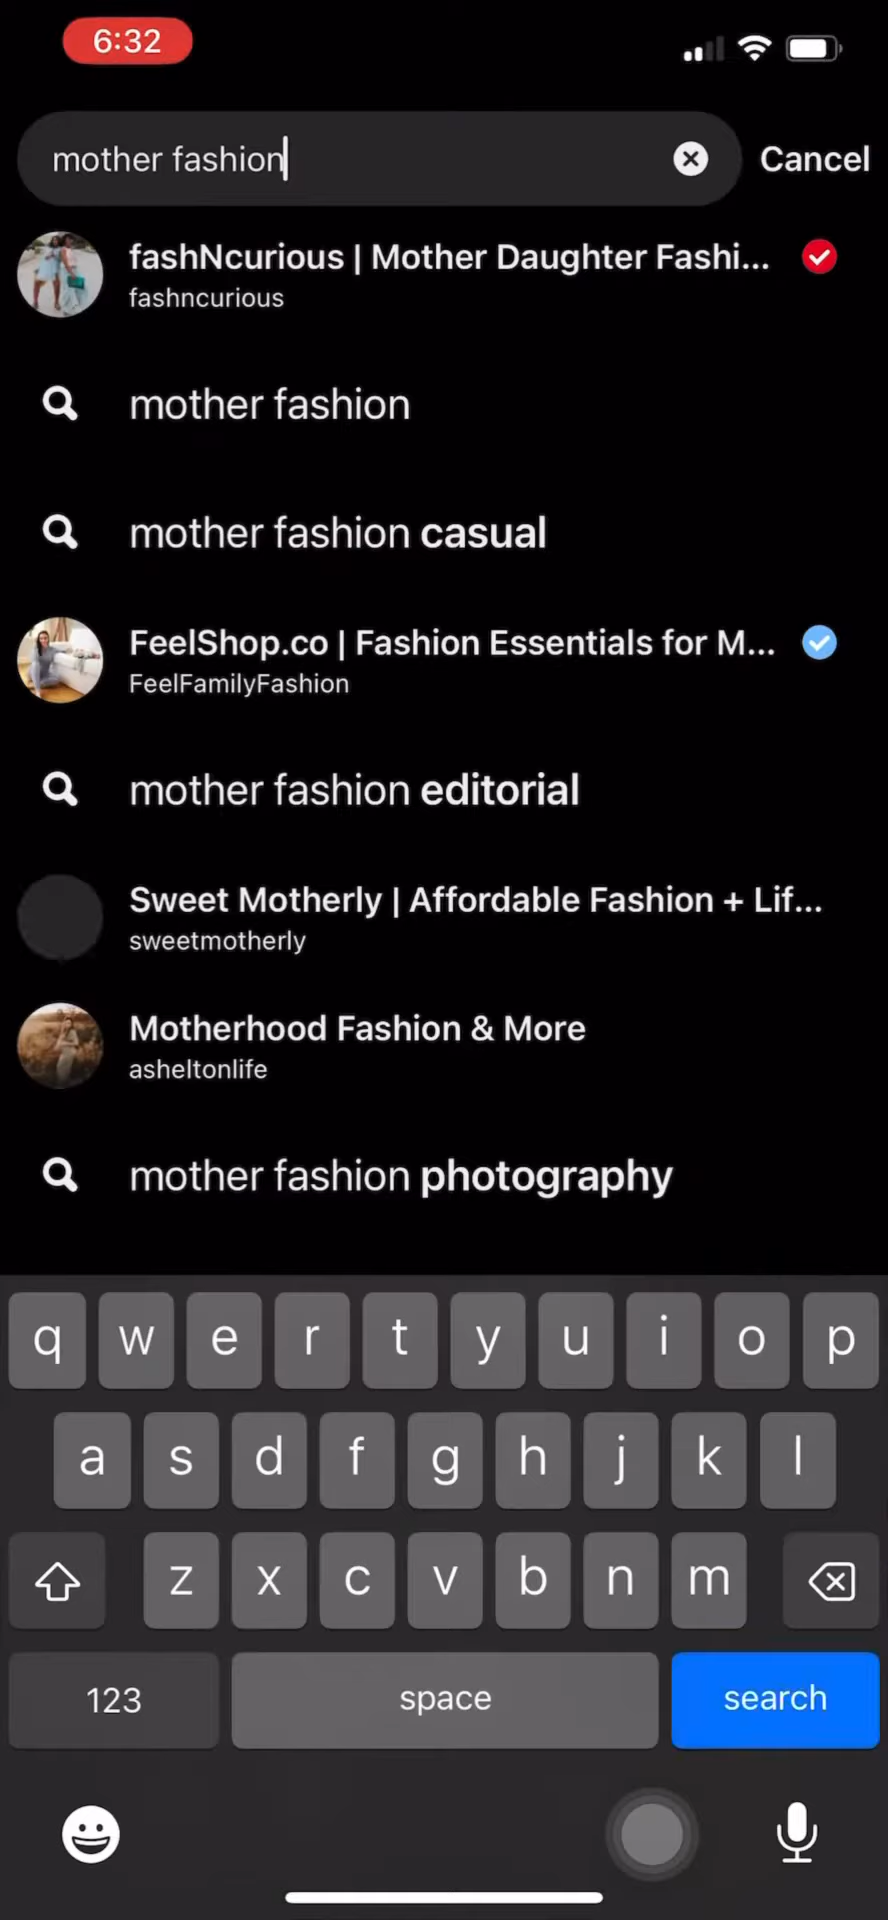 6:32
mother fashion
Cancel
fashNcurious | Mother Daughter Fashi...
fashncurious
mother fashion
mother fashion casual
FeelShop.co | Fashion Essentials for M...
FeelFamilyFashion
mother fashion editorial
Sweet Motherly | Affordable Fashion + Lif...
sweetmotherly
Motherhood Fashion & More
asheltonlife
mother fashion photography
q w e r t y u i o p
a s d f g h j k l
z x c v b n m
123 space search